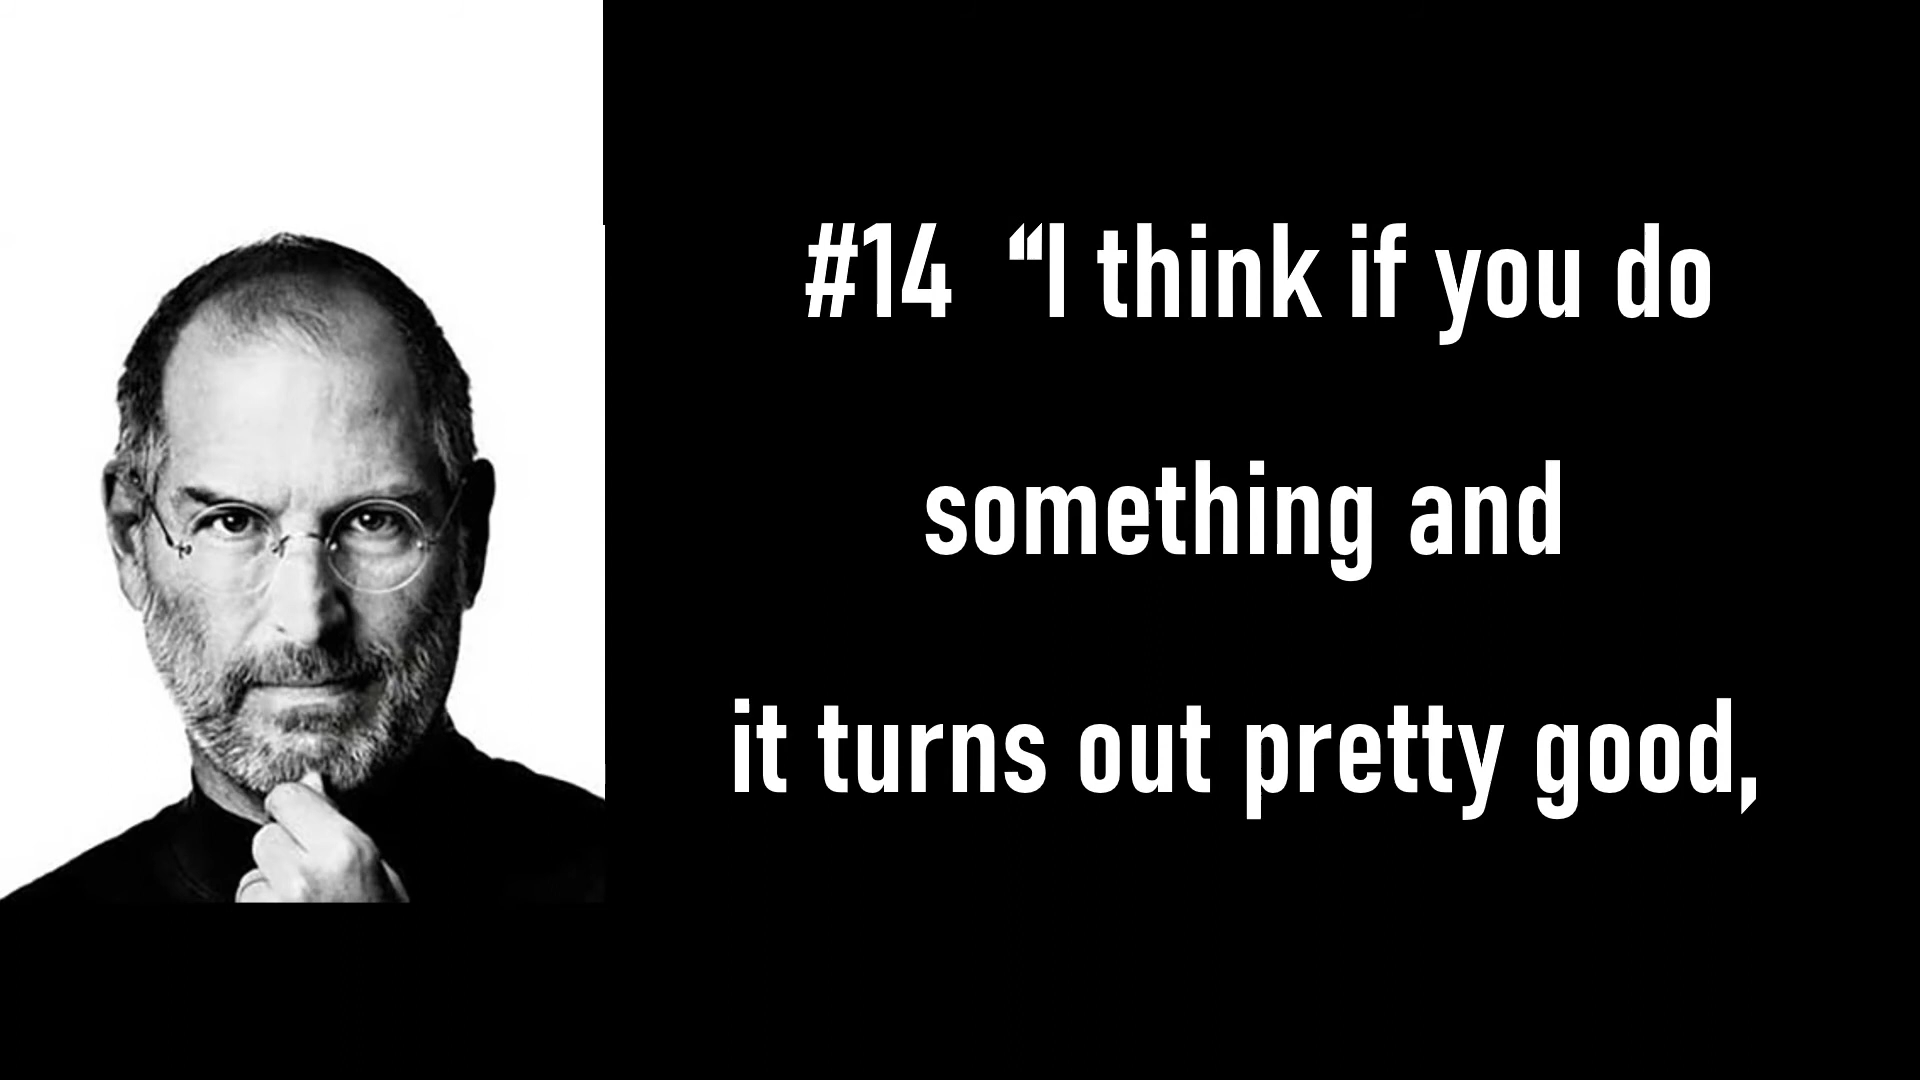 #14 “I think if you do
something and
it turns out pretty good,